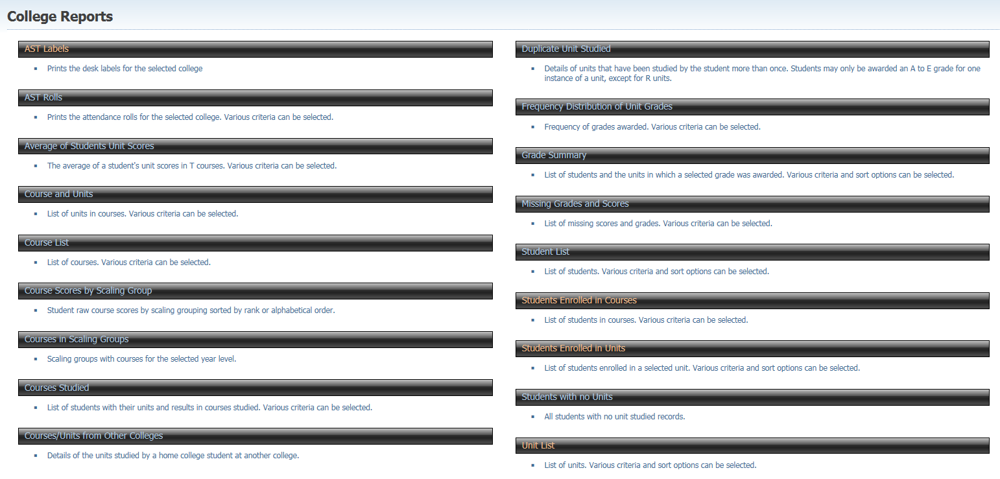 College Reports
AST Labels
Prints the desk labels for the selected college
AST Rolls
Prints the attendance rolls for the selected college. Various criteria can be selected.
Average of Students Unit Scores
The average of a student's unit scores in T courses. Various criteria can be selected.
Course and Units
List of units in courses. Various criteria can be selected.
Course List
List of courses. Various criteria can be selected.
Course Scores by Scaling Group
Student raw course scores by scaling grouping sorted by rank or alphabetical order.
Courses in Scaling Groups
Scaling groups with courses for the selected year level.
Courses Studied
List of students with their units and results in courses studied. Various criteria can be selected.
Courses/Units from Other Colleges
Details of the units studied by a home college student at another college.
Duplicate Unit Studied
Details of units that have been studied by the student more than once. Students may only be awarded an A to E grade for one
instance of a unit, except for R units.
Frequency Distribution of Unit Grades
Frequency of grades awarded. Various criteria can be selected.
Grade Summary
List of students and the units in which a selected grade was awarded. Various criteria and sort options can be selected.
Missing Grades and Scores
List of missing scores and grades. Various criteria can be selected.
Student List
List of students. Various criteria and sort options can be selected.
Students Enrolled in Courses
List of students in courses. Various criteria can be selected.
Students Enrolled in Units
List of students enrolled in a selected unit. Various criteria and sort options can be selected.
Students with no Units
All students with no unit studied records.
Unit List
List of units. Various criteria and sort options can be selected.